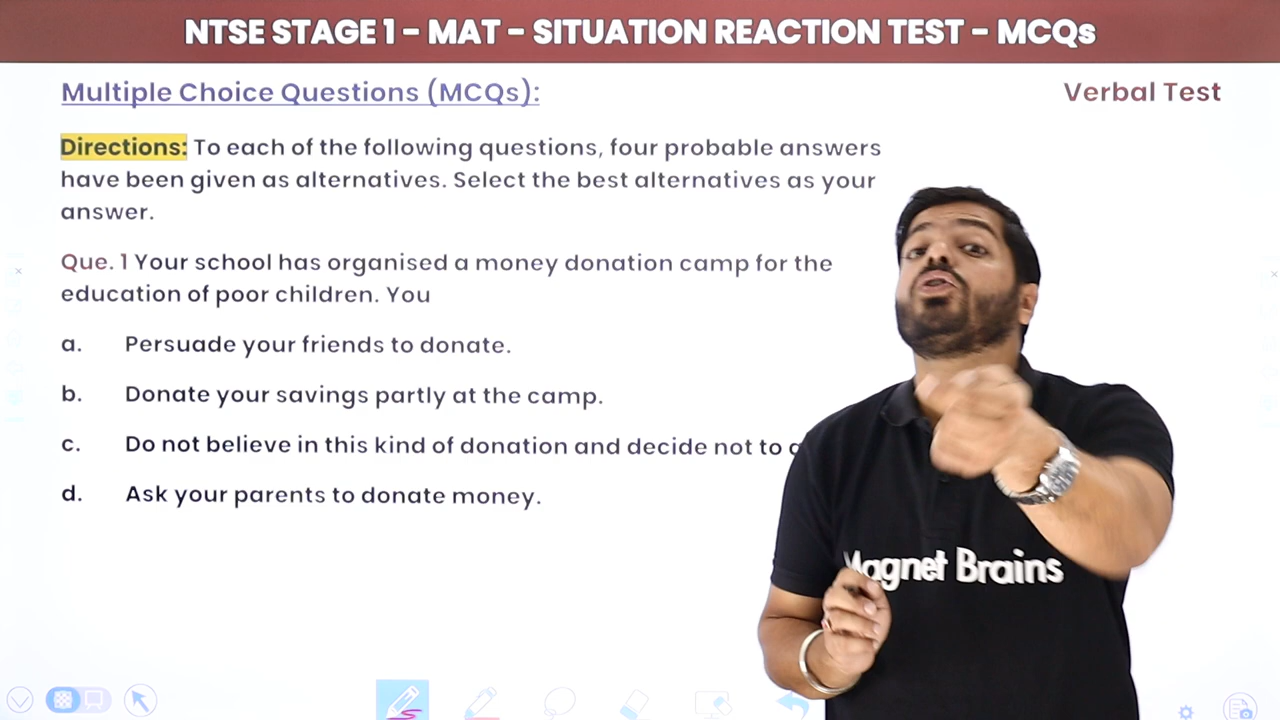 NTSE STAGE 1 - MAT - SITUATION REACTION TEST - MCQs
Multiple Choice Questions (MCQs):
Verbal Test
Directions: To each of the following questions, four probable answers
have been given as alternatives. Select the best alternatives as your
answer.
Que. 1 Your school has organised a money donation camp for the
education of poor children. You
a. Persuade your friends to donate.
b. Donate your savings partly at the camp.
c. Do not believe in this kind of donation and decide not to
d. Ask your parents to donate money.
Magnet Brains